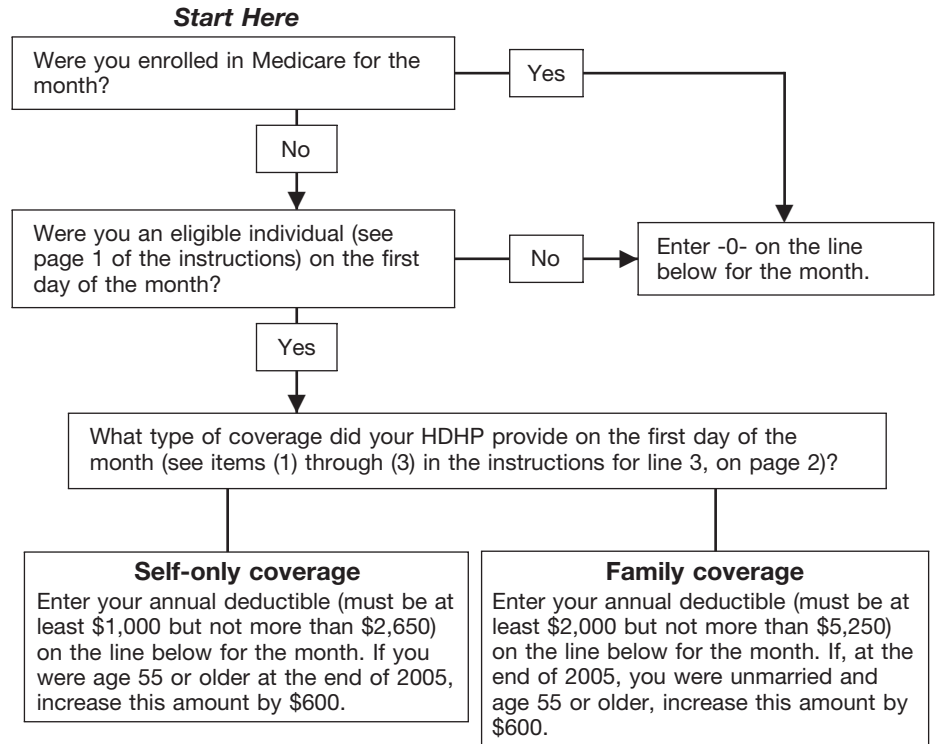 Start Here
Were you enrolled in Medicare for the
month?
Yes
No
Were you an eligible individual (see
page 1 of the instructions) on the first
day of the month?
No
Enter -0- on the line
below for the month.
Yes
What type of coverage did your HDHP provide on the first day of the
month (see items (1) through (3) in the instructions for line 3, on page 2)?
Self-only coverage
Enter your annual deductible (must be at
least $1,000 but not more than $2,650)
on the line below for the month. If you
were age 55 or older at the end of 2005,
increase this amount by $600.
Family coverage
Enter your annual deductible (must be at
least $2,000 but not more than $5,250)
on the line below for the month. If, at the
end of 2005, you were unmarried and
age 55 or older, increase this amount by
$600.